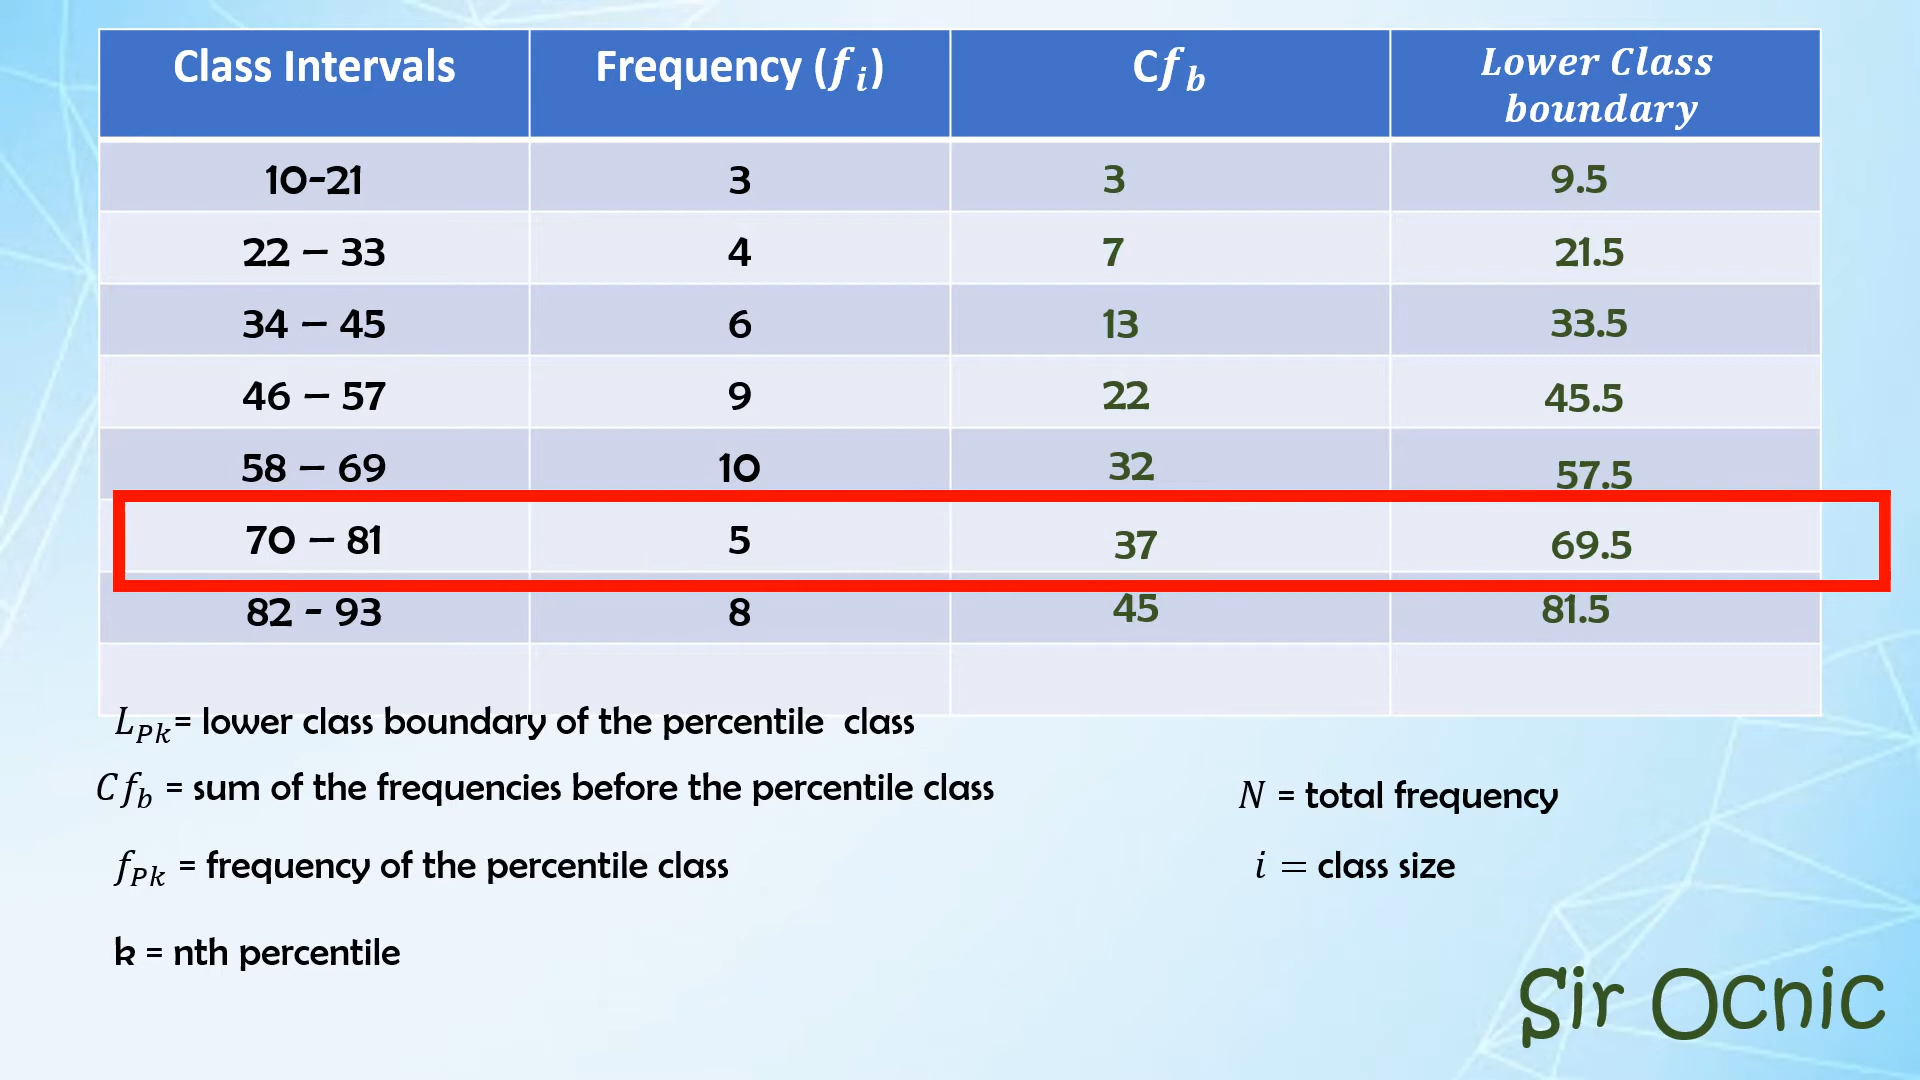 Class Intervals Frequency (fᵢ) Cf_b Lower Class boundary
10-21 3 3 9.5
22 – 33 4 7 21.5
34 – 45 6 13 33.5
46 – 57 9 22 45.5
58 – 69 10 32 57.5
70 – 81 5 37 69.5
82 - 93 8 45 81.5
L_Pk= lower class boundary of the percentile class
Cf_b = sum of the frequencies before the percentile class
N = total frequency
f_Pk = frequency of the percentile class
i = class size
k = nth percentile
Sir Ocnic